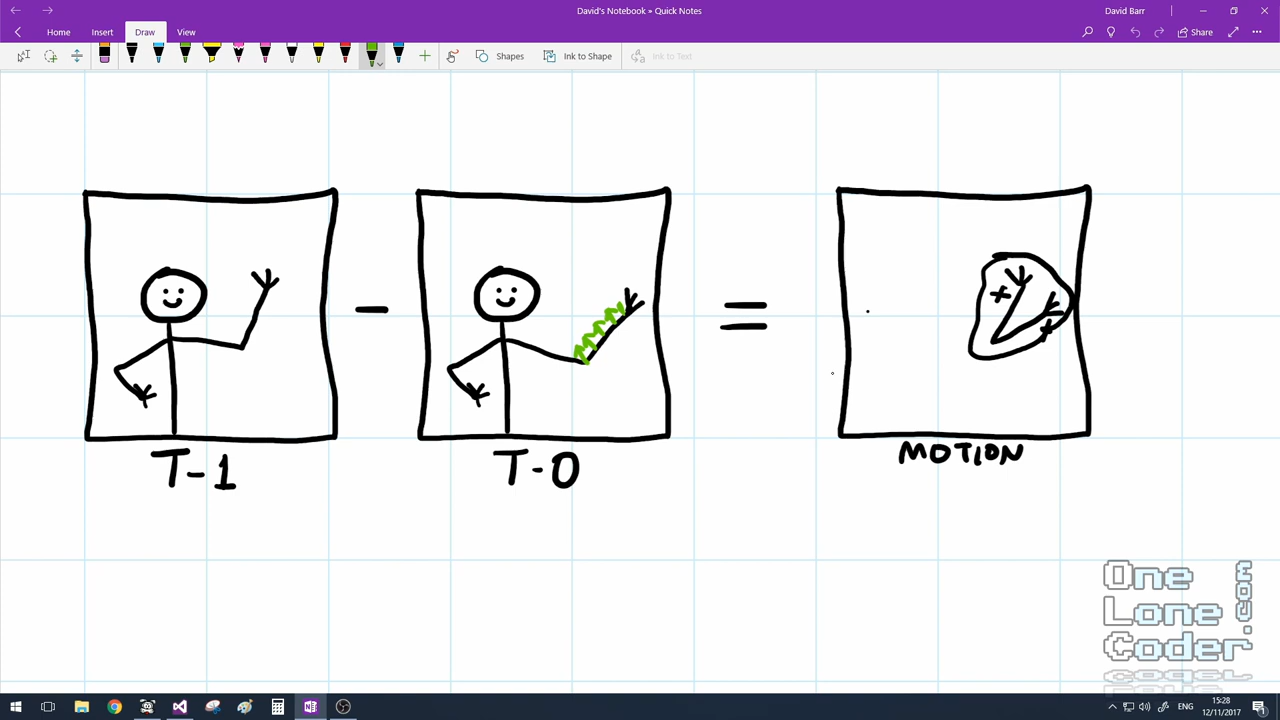 David's Notebook » Quick Notes
David Barr
Home Insert Draw View
Share
Shapes Ink to Shape Ink to Text
T-1
T-0
MOTION
One
Lone
Coder
.com
ENG
15:28
12/11/2017